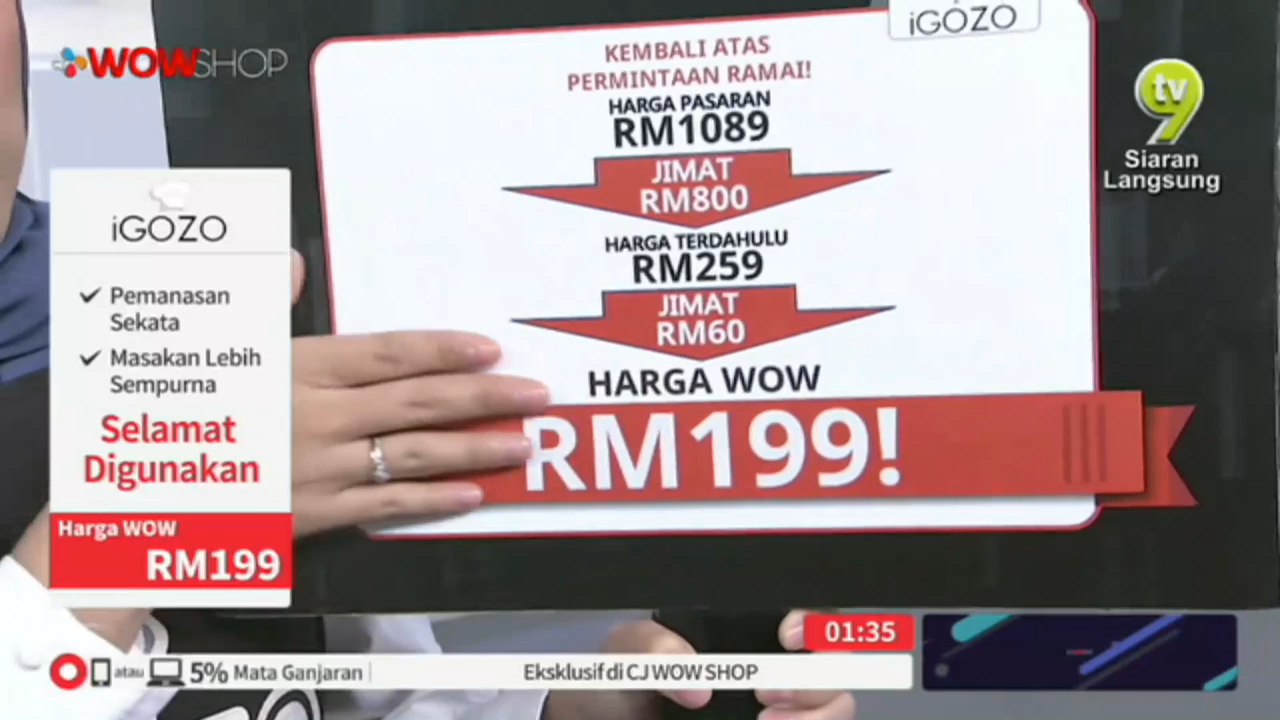 WOWSHOP
iGOZO
KEMBALI ATAS
PERMINTAAN RAMAI!
HARGA PASARAN
RM1089
JIMAT
RM800
HARGA TERDAHULU
RM259
JIMAT
RM60
HARGA WOW
RM199!
tv9
Siaran
Langsung
iGOZO
Pemanasan
Sekata
Masakan Lebih
Sempurna
Selamat
Digunakan
Harga WOW
RM199
01:35
atau 5% Mata Ganjaran
Eksklusif di CJ WOW SHOP